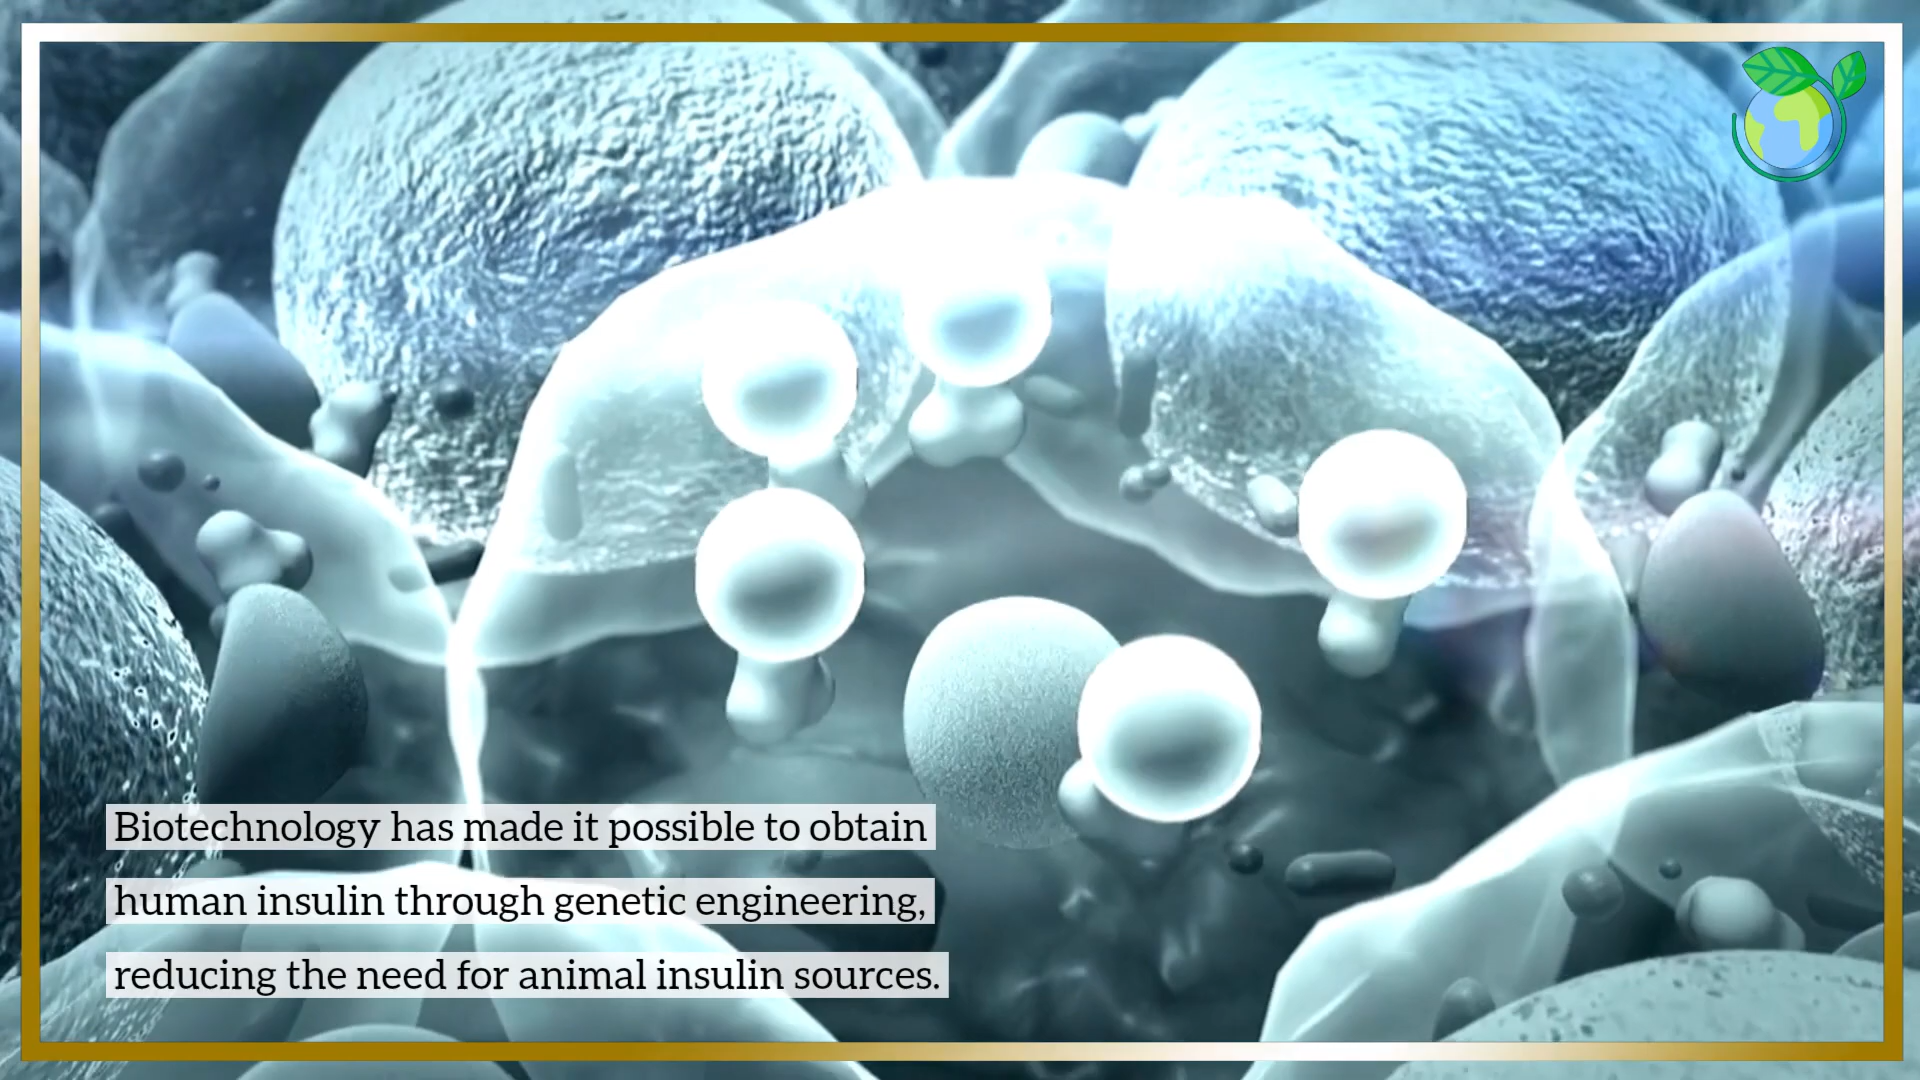 Biotechnology has made it possible to obtain
human insulin through genetic engineering,
reducing the need for animal insulin sources.